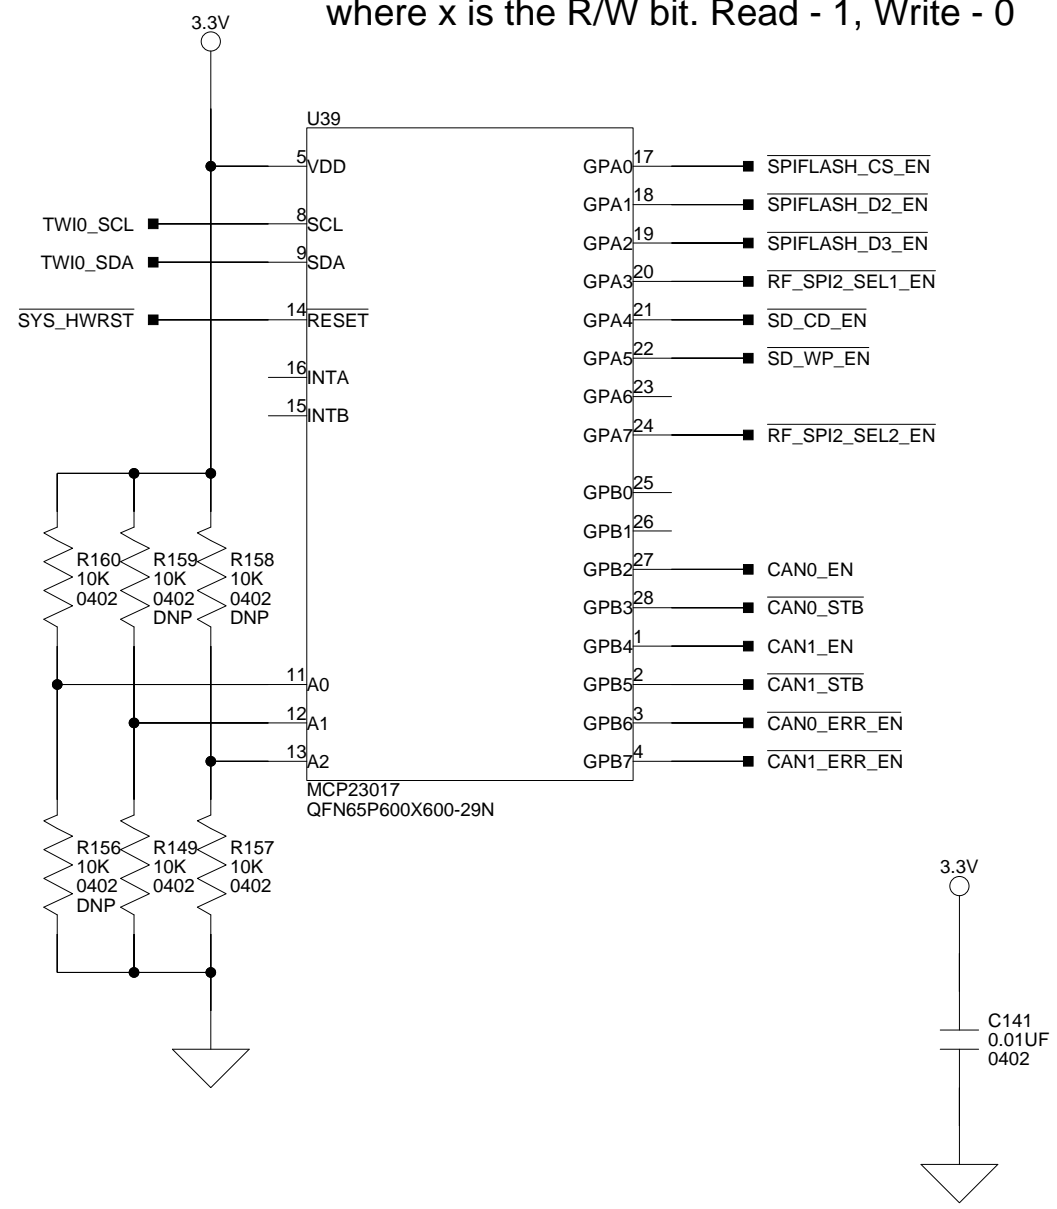 where x is the R/W bit. Read - 1, Write - 0
3.3V
U39
5 VDD
GPA0 17 SPIFLASH_CS_EN
GPA1 18 SPIFLASH_D2_EN
TWI0_SCL 8 SCL
GPA2 19 SPIFLASH_D3_EN
TWI0_SDA 9 SDA
GPA3 20 RF_SPI2_SEL1_EN
SYS_HWRST 14 RESET
GPA4 21 SD_CD_EN
GPA5 22 SD_WP_EN
16 INTA
GPA6 23
15 INTB
GPA7 24 RF_SPI2_SEL2_EN
GPB0 25
GPB1 26
GPB2 27 CAN0_EN
GPB3 28 CAN0_STB
GPB4 1 CAN1_EN
GPB5 2 CAN1_STB
GPB6 3 CAN0_ERR_EN
GPB7 4 CAN1_ERR_EN
R160
10K
0402
R159
10K
0402
DNP
R158
10K
0402
DNP
11 A0
12 A1
13 A2
MCP23017
QFN65P600X600-29N
R156
10K
0402
DNP
R149
10K
0402
R157
10K
0402
3.3V
C141
0.01UF
0402